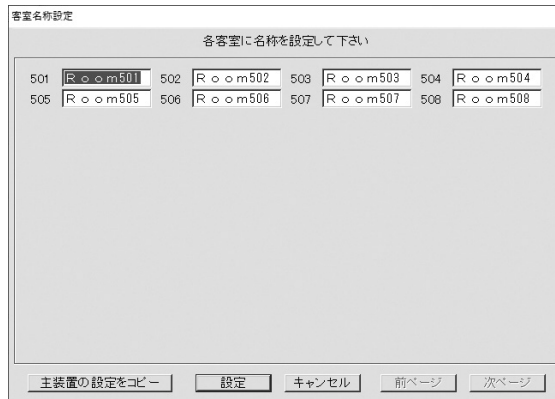 客室名称設定
各客室に名称を設定して下さい
501 Ｒｏｏｍ501 502 Ｒｏｏｍ502 503 Ｒｏｏｍ503 504 Ｒｏｏｍ504
505 Ｒｏｏｍ505 506 Ｒｏｏｍ506 507 Ｒｏｏｍ507 508 Ｒｏｏｍ508
主装置の設定をコピー 設定 キャンセル 前ページ 次ページ